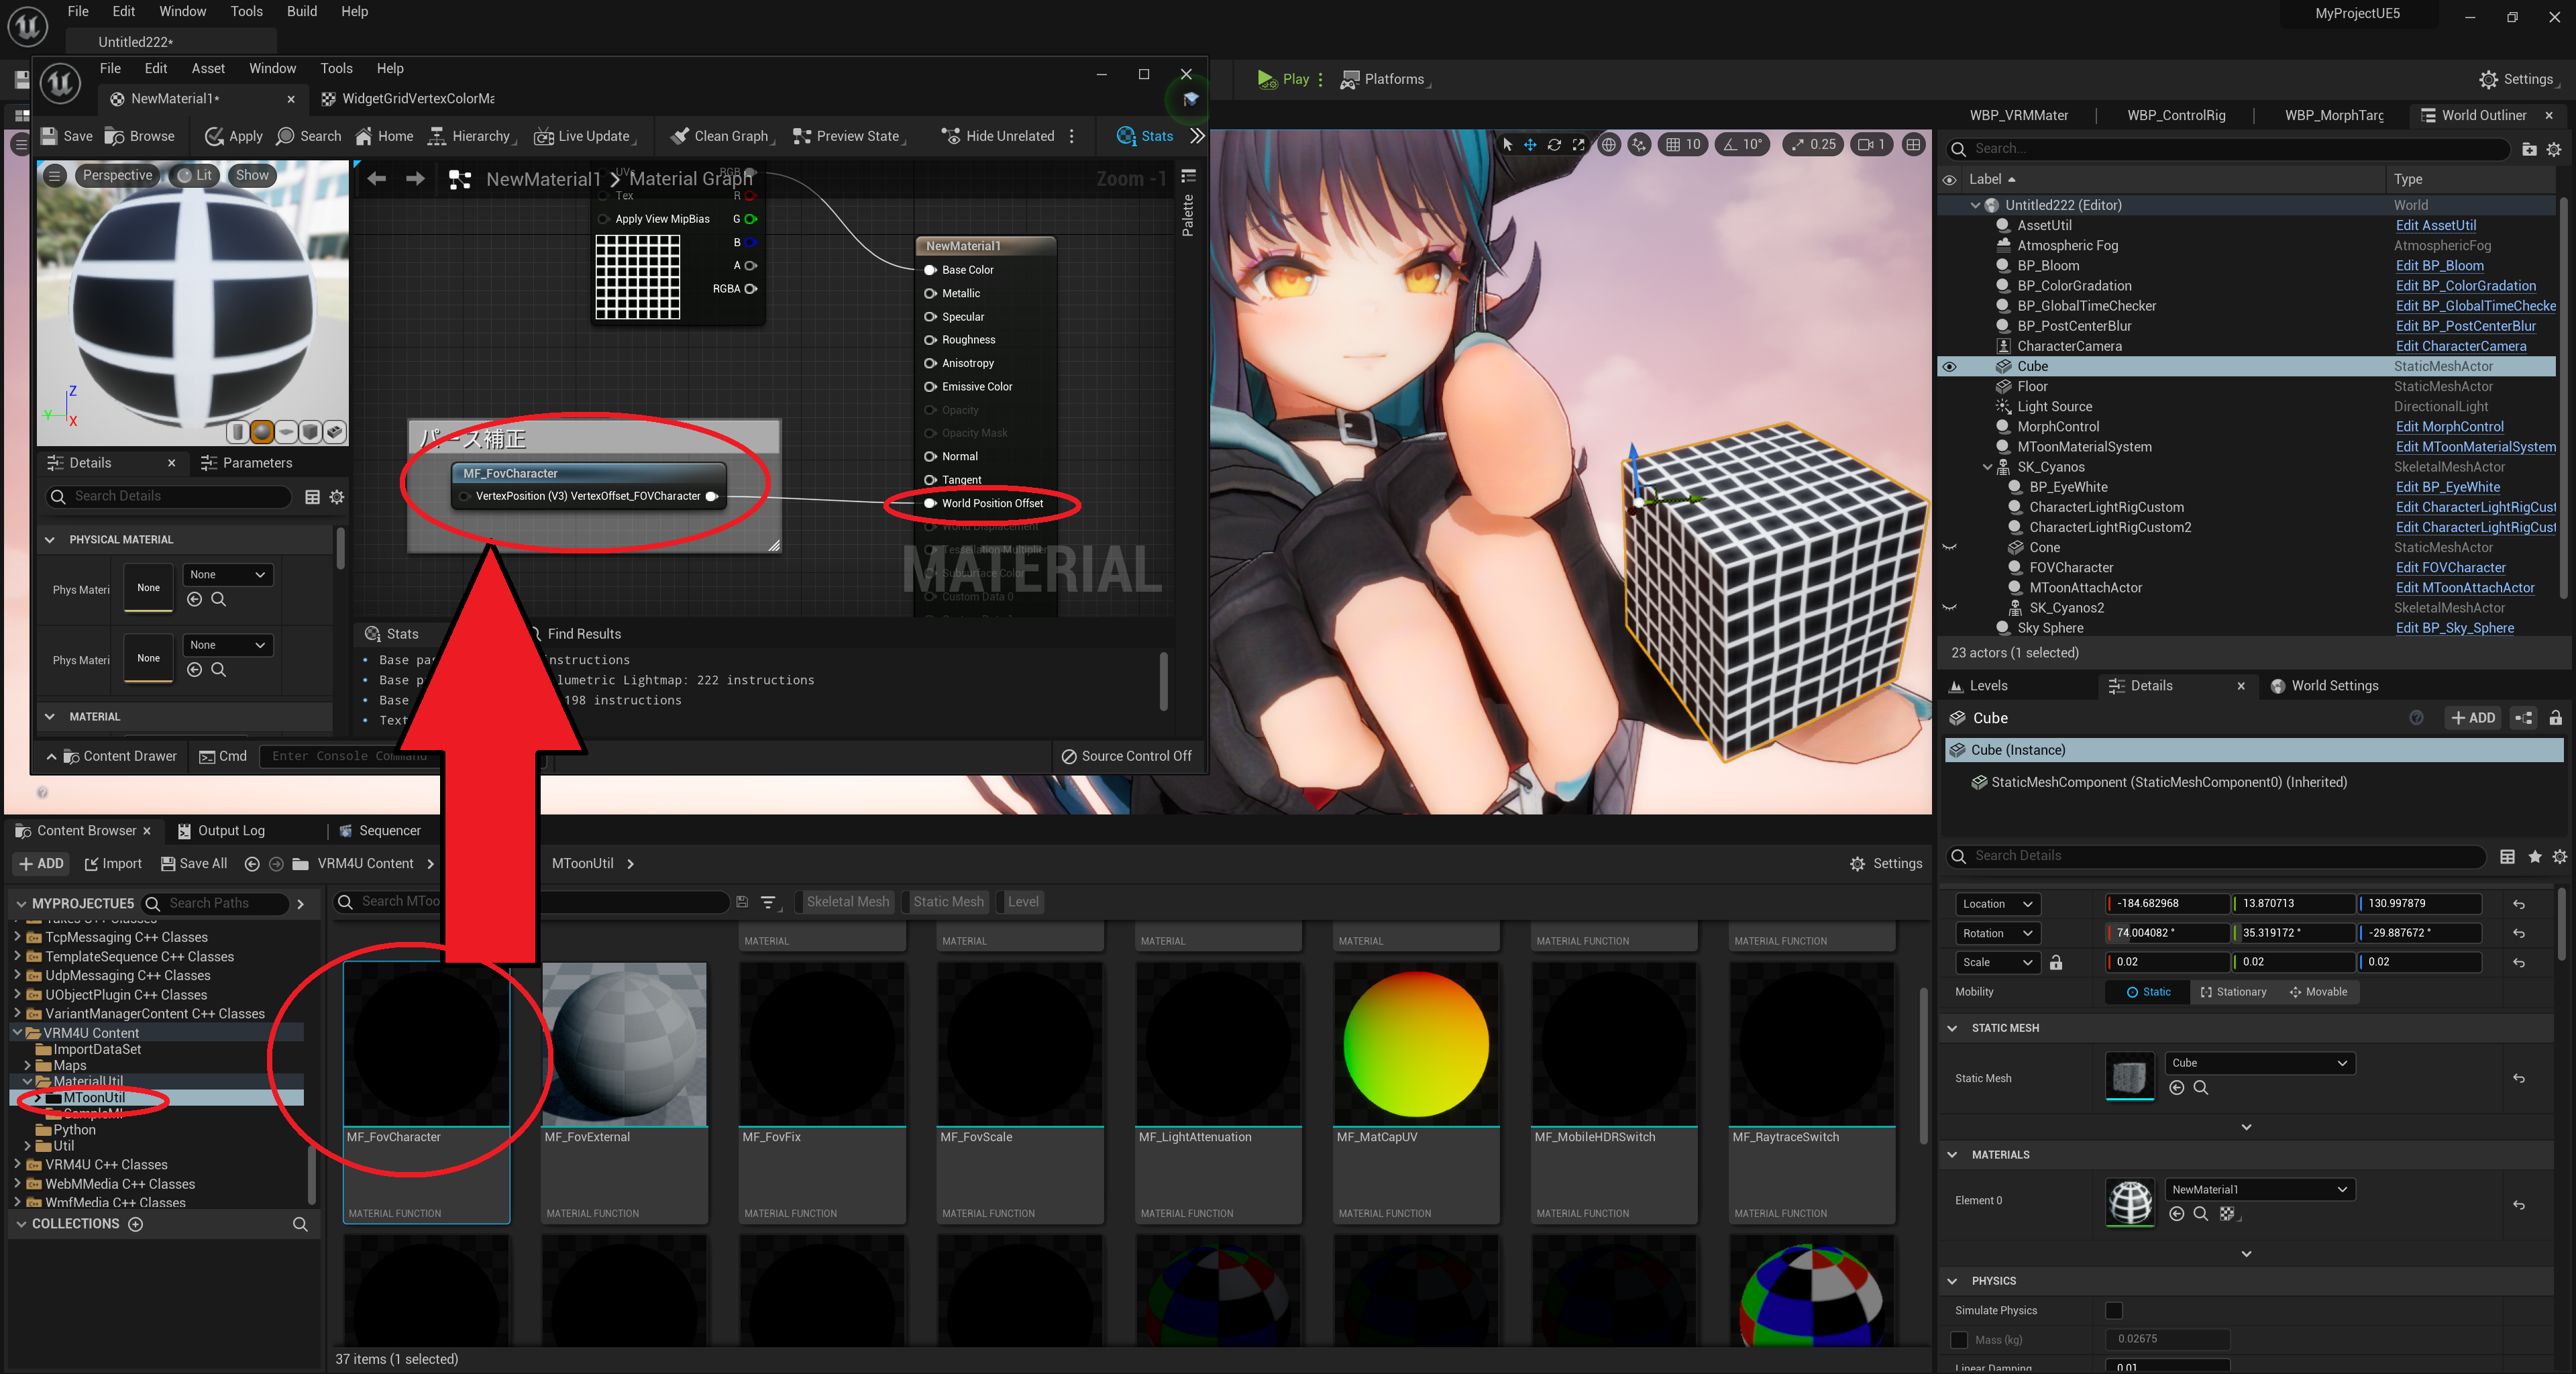 File Edit Window Tools Build Help
MyProjectUE5
Untitled222*
File Edit Asset Window Tools Help
Play
Platforms
Settings
NewMaterial1*
WidgetGridVertexColorMa
WBP_VRMMater
WBP_ControlRig
WBP_MorphTarg
World Outliner
Save Browse Apply Search Home Hierarchy Live Update Clean Graph Preview State Hide Unrelated Stats
Perspective Lit Show
NewMaterial1 > Material Graph
Zoom -1
Palette
10 10° 0.25 1
Search...
Label Type
UVs RGB
Tex R
Apply View MipBias G
B
A
RGBA
NewMaterial1
Base Color
Metallic
Specular
Roughness
Anisotropy
Emissive Color
Opacity
Opacity Mask
Normal
Tangent
World Position Offset
World Displacement
Tessellation Multiplier
Subsurface Color
Custom Data 0
MATERIAL
パース補正
MF_FovCharacter
VertexPosition (V3) VertexOffset_FOVCharacter
Z
Y
X
Details
Parameters
Search Details
PHYSICAL MATERIAL
Phys Materi None None
Phys Materi None None
MATERIAL
Stats
Find Results
Base pa nstructions
Base p lumetric Lightmap: 222 instructions
Base 198 instructions
Text
Content Drawer Cmd Enter Console Command
Source Control Off
Untitled222 (Editor) World
AssetUtil Edit AssetUtil
Atmospheric Fog AtmosphericFog
BP_Bloom Edit BP_Bloom
BP_ColorGradation Edit BP_ColorGradation
BP_GlobalTimeChecker Edit BP_GlobalTimeChecke
BP_PostCenterBlur Edit BP_PostCenterBlur
CharacterCamera Edit CharacterCamera
Cube StaticMeshActor
Floor StaticMeshActor
Light Source DirectionalLight
MorphControl Edit MorphControl
MToonMaterialSystem Edit MToonMaterialSystem
SK_Cyanos SkeletalMeshActor
BP_EyeWhite Edit BP_EyeWhite
CharacterLightRigCustom Edit CharacterLightRigCust
CharacterLightRigCustom2 Edit CharacterLightRigCust
Cone StaticMeshActor
FOVCharacter Edit FOVCharacter
MToonAttachActor Edit MToonAttachActor
SK_Cyanos2 SkeletalMeshActor
Sky Sphere Edit BP_Sky_Sphere
23 actors (1 selected)
Levels
Details
World Settings
Cube
ADD
Cube (Instance)
StaticMeshComponent (StaticMeshComponent0) (Inherited)
Search Details
Location -184.682968 13.870713 130.997879
Rotation 74.004082 ° 35.319172 ° -29.887672 °
Scale 0.02 0.02 0.02
Mobility Static Stationary Movable
STATIC MESH
Static Mesh Cube
MATERIALS
Element 0 NewMaterial1
PHYSICS
Simulate Physics
Mass (kg) 0.02675
Linear Damping 0.01
Content Browser
Output Log
Sequencer
ADD Import Save All VRM4U Content > MToonUtil >
Settings
MYPROJECTUE5 Search Paths
Search MToo
Skeletal Mesh Static Mesh Level
Takes C++ Classes
TcpMessaging C++ Classes
TemplateSequence C++ Classes
UdpMessaging C++ Classes
UObjectPlugin C++ Classes
VariantManagerContent C++ Classes
VRM4U Content
ImportDataSet
Maps
MaterialUtil
MToonUtil
SampleMI
Python
Util
VRM4U C++ Classes
WebMMedia C++ Classes
WmfMedia C++ Classes
COLLECTIONS
MATERIAL MATERIAL MATERIAL MATERIAL MATERIAL FUNCTION MATERIAL FUNCTION
MF_FovCharacter MF_FovExternal MF_FovFix MF_FovScale MF_LightAttenuation MF_MatCapUV MF_MobileHDRSwitch MF_RaytraceSwitch
MATERIAL FUNCTION MATERIAL FUNCTION MATERIAL FUNCTION MATERIAL FUNCTION MATERIAL FUNCTION MATERIAL FUNCTION MATERIAL FUNCTION MATERIAL FUNCTION
37 items (1 selected)